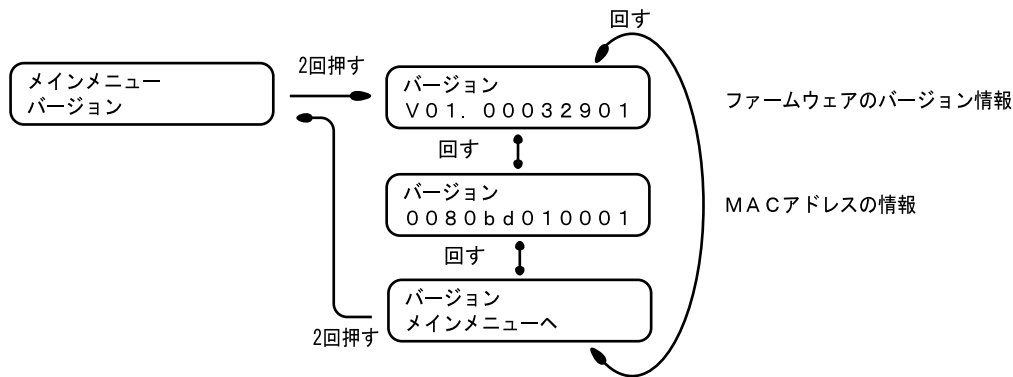 回す
メインメニュー
バージョン
2回押す
バージョン
V01. 00032901
ファームウェアのバージョン情報
回す
バージョン
0080bd010001
MACアドレスの情報
回す
バージョン
メインメニューへ
2回押す